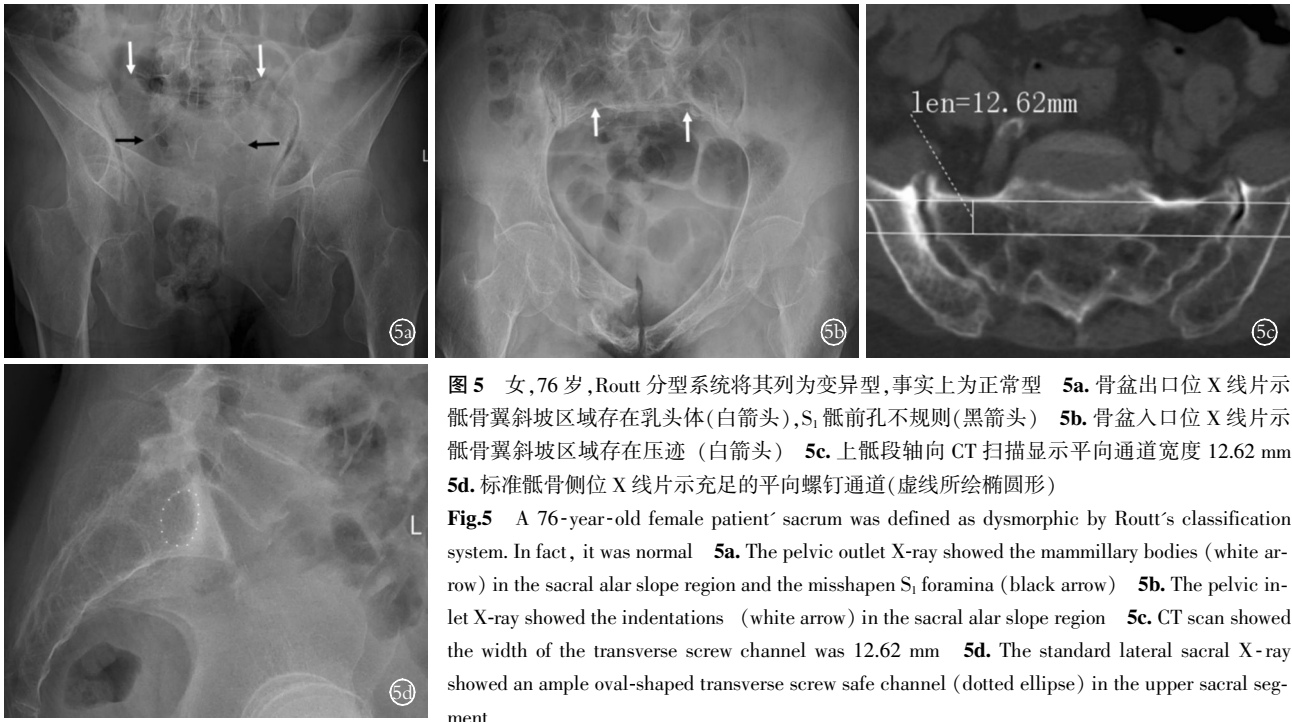 L
5a
5b
len=12.62mm
5c
L
5d
图 5 女,76 岁,Routt 分型系统将其列为变异型,事实上为正常型 5a. 骨盆出口位 X 线片示
骶骨翼斜坡区域存在乳头体(白箭头),S₁ 骶前孔不规则(黑箭头) 5b. 骨盆入口位 X 线片示
骶骨翼斜坡区域存在压迹 (白箭头) 5c. 上骶段轴向 CT 扫描显示平向通道宽度 12.62 mm
5d. 标准骶骨侧位 X 线片示充足的平向螺钉通道(虚线所绘椭圆形)
Fig.5 A 76-year-old female patient´ sacrum was defined as dysmorphic by Routt´s classification
system. In fact, it was normal 5a. The pelvic outlet X-ray showed the mammillary bodies (white ar-
row) in the sacral alar slope region and the misshapen S₁ foramina (black arrow) 5b. The pelvic in-
let X-ray showed the indentations (white arrow) in the sacral alar slope region 5c. CT scan showed
the width of the transverse screw channel was 12.62 mm 5d. The standard lateral sacral X-ray
showed an ample oval-shaped transverse screw safe channel (dotted ellipse) in the upper sacral seg-
ment